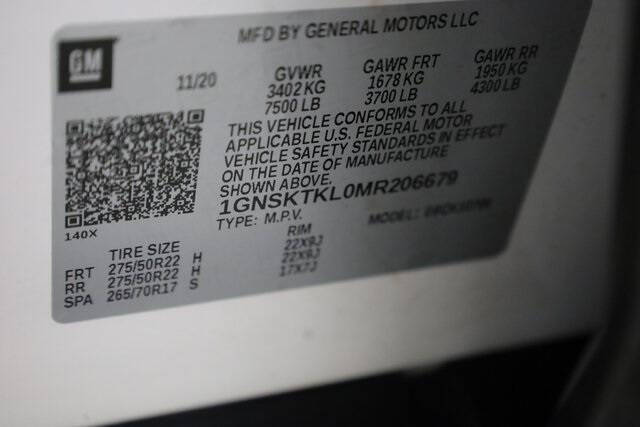 MFD BY GENERAL MOTORS LLC
GM
11/20
GVWR GAWR FRT GAWR RR
3402 KG 1678 KG 1950 KG
7500 LB 3700 LB 4300 LB
THIS VEHICLE CONFORMS TO ALL
APPLICABLE U.S. FEDERAL MOTOR
VEHICLE SAFETY STANDARDS IN EFFECT
ON THE DATE OF MANUFACTURE
SHOWN ABOVE.
1GNSKTKL0MR206679
TYPE: M.P.V. MODEL:
140X
TIRE SIZE RIM
FRT 275/50R22 H 22X9J
RR 275/50R22 H 22X9J
SPA 265/70R17 S 17X7J